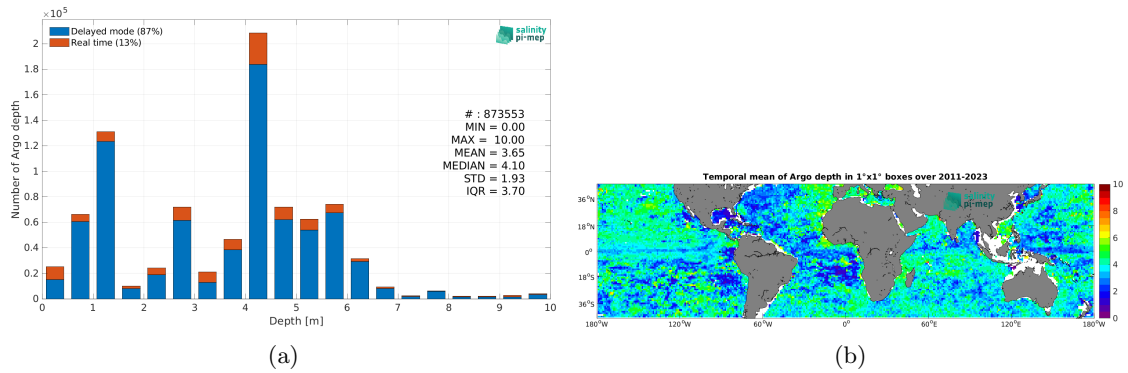 ×10⁵
Delayed mode (87%)
Real time (13%)
salinity
pi-mep
2
1.8
1.6
1.4
1.2
1
0.8
0.6
0.4
0.2
0
Number of Argo depth
# : 873553
MIN = 0.00
MAX = 10.00
MEAN = 3.65
MEDIAN = 4.10
STD = 1.93
IQR = 3.70
0 1 2 3 4 5 6 7 8 9 10
Depth [m]
(a)
Temporal mean of Argo depth in 1°x1° boxes over 2011-2023
salinity
pi-mep
36°N
18°N
0°
18°S
36°S
180°W 120°W 60°W 0° 60°E 120°E 180°W
10
8
6
4
2
0
(b)